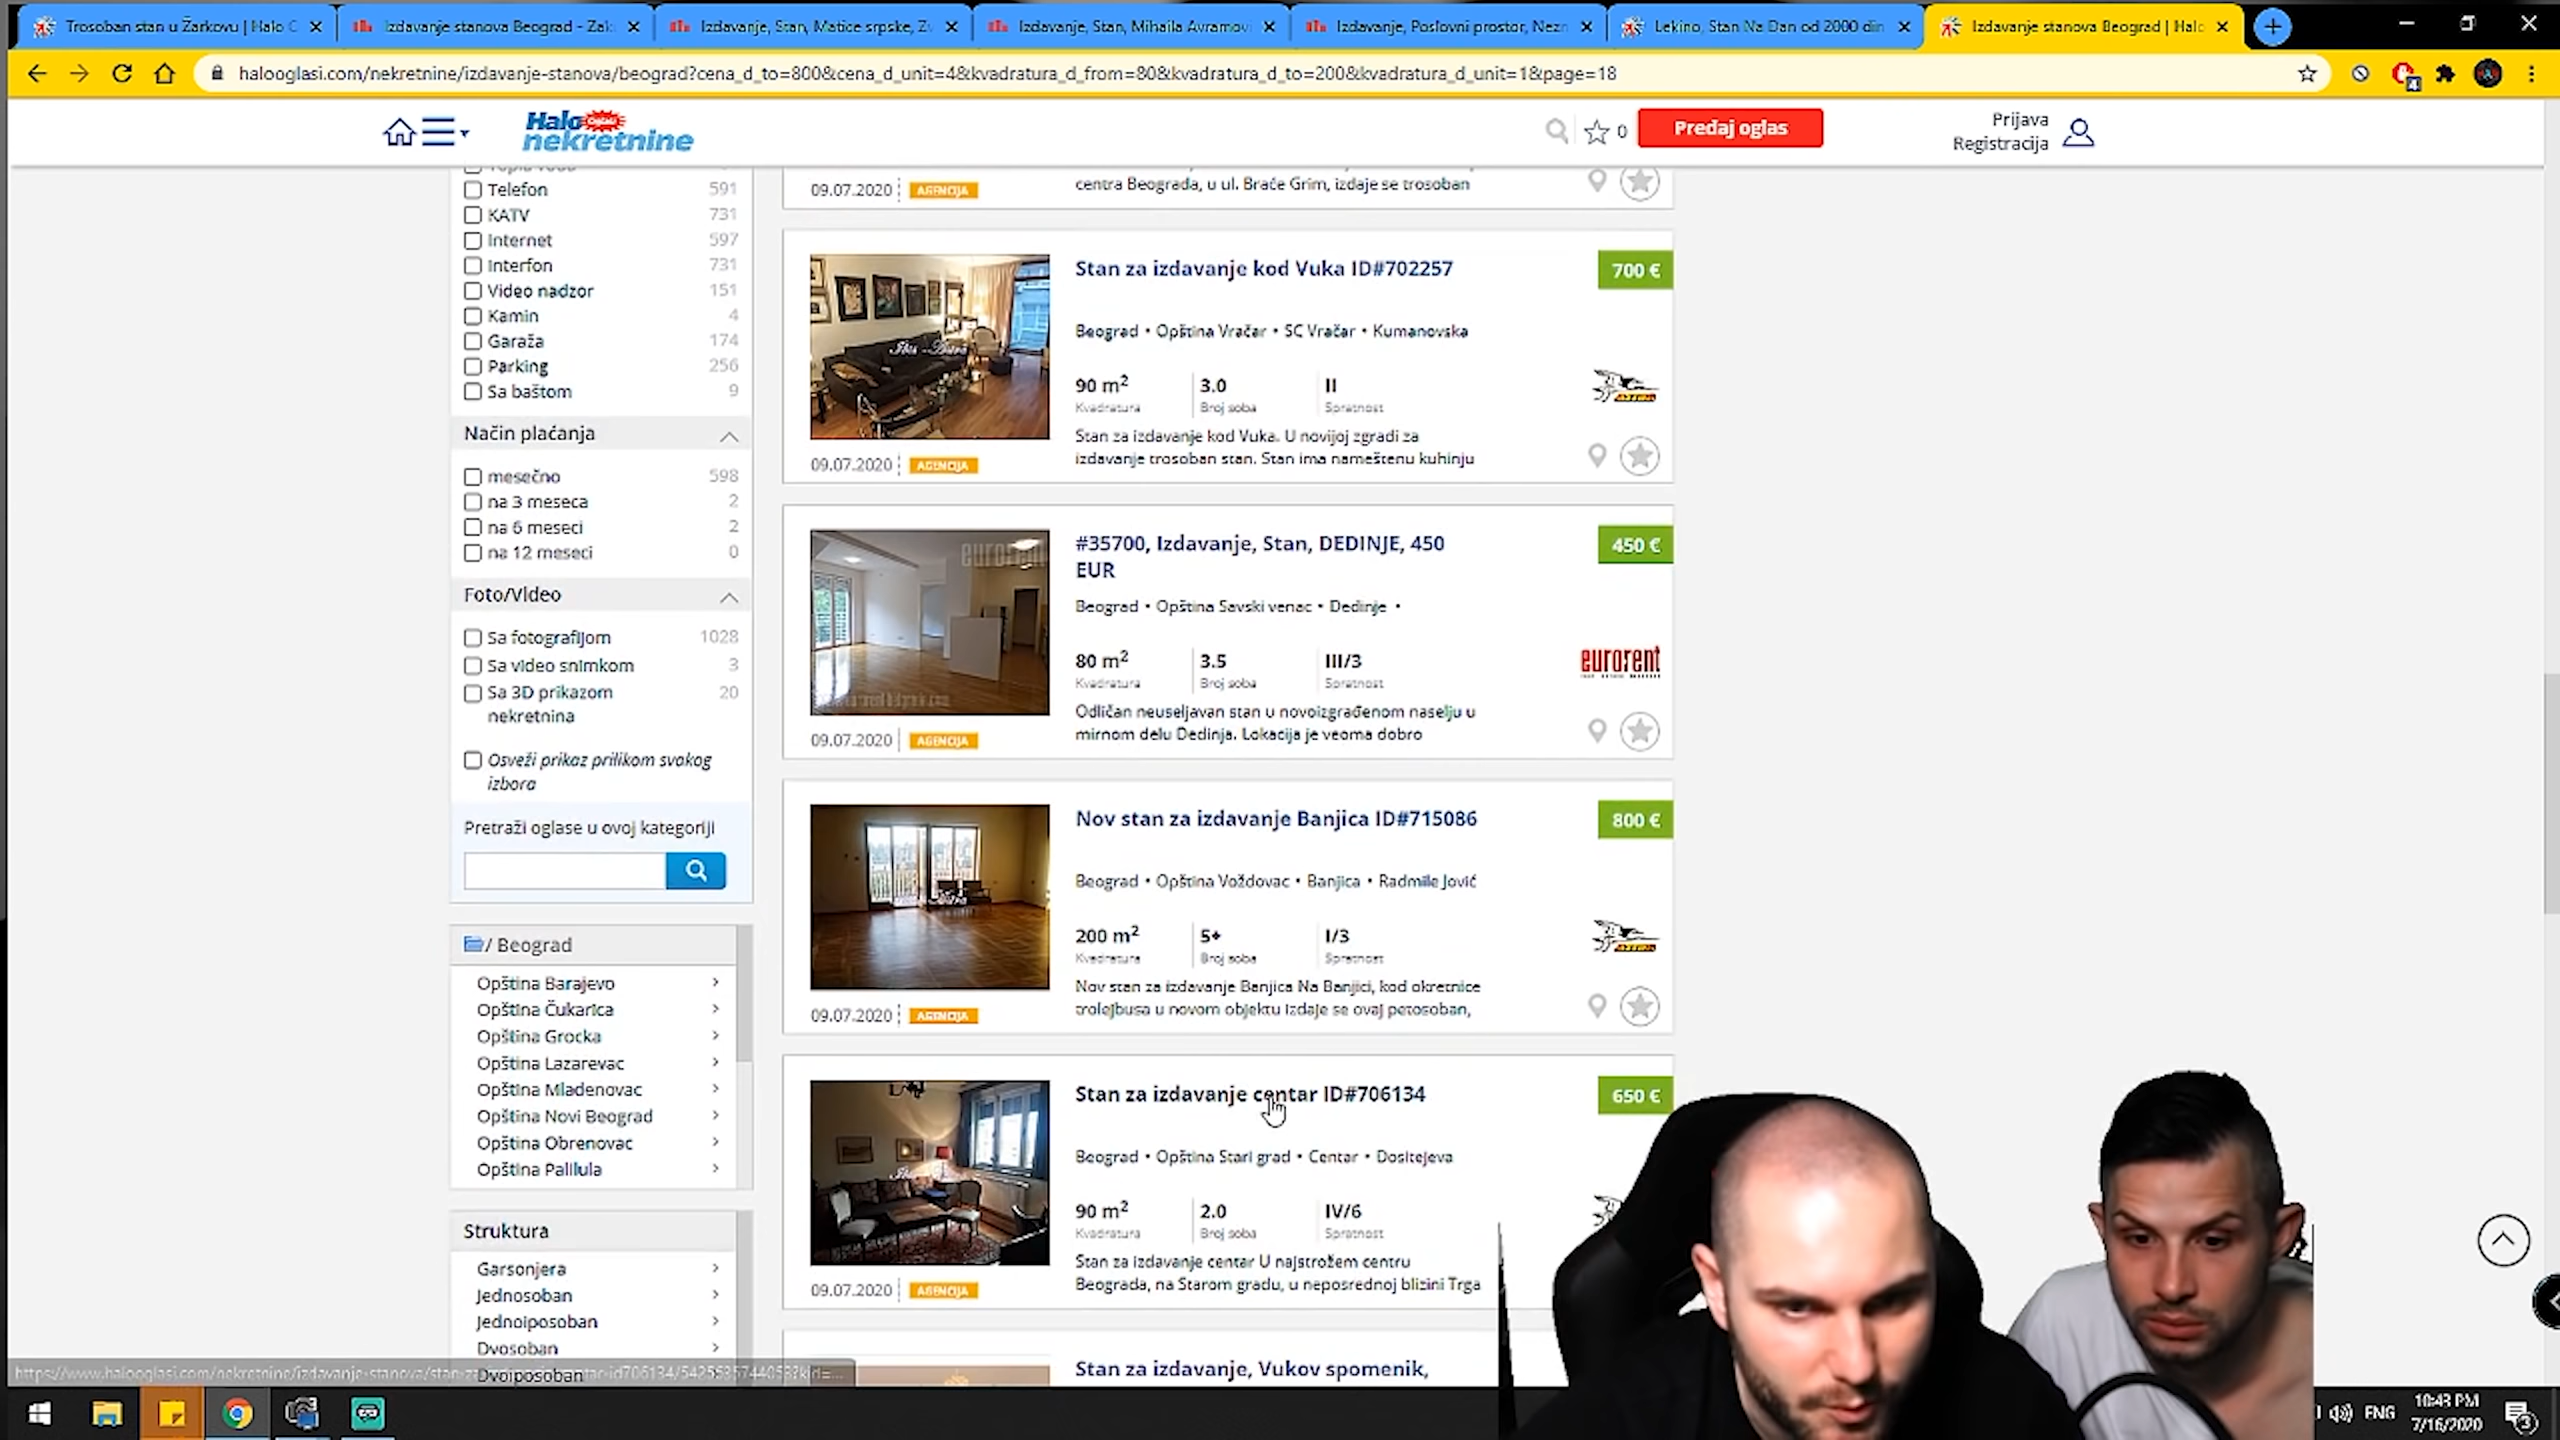 Trosoban stan u Žarkovu | Halo O
Izdavanje stanova Beograd - Zak
Izdavanje, Stan, Matice srpske, Zv
Izdavanje, Stan, Mihaila Avramov
Izdavanje, Poslovni prostor, Nezn
Lekino, Stan Na Dan od 2000 din
Izdavanje stanova Beograd | Halo
halooglasi.com/nekretnine/izdavanje-stanova/beograd?cena_d_to=800&cena_d_unit=4&kvadratura_d_from=80&kvadratura_d_to=200&kvadratura_d_unit=1&page=18
Halo
nekretnine
0
Predaj oglas
Prijava
Registracija
Topla voda
Telefon 591
KATV 731
Internet 597
Interfon 731
Video nadzor 151
Kamin 4
Garaža 174
Parking 256
Sa baštom 9
Način plaćanja
mesečno 598
na 3 meseca 2
na 6 meseci 2
na 12 meseci 0
Foto/Video
Sa fotografijom 1028
Sa video snimkom 3
Sa 3D prikazom 20
nekretnina
Osveži prikaz prilikom svakog
izbora
Pretraži oglase u ovoj kategoriji
/ Beograd
Opština Barajevo
Opština Čukarica
Opština Grocka
Opština Lazarevac
Opština Mladenovac
Opština Novi Beograd
Opština Obrenovac
Opština Palilula
Struktura
Garsonjera
Jednosoban
Jednoiposoban
Dvosoban
Dvoiposoban
centra Beograda, u ul. Braće Grim, izdaje se trosoban
09.07.2020 AGENCIJA
Stan za izdavanje kod Vuka ID#702257
700 €
Beograd • Opština Vračar • SC Vračar • Kumanovska
90 m² 3.0 II
Kvadratura Broj soba Spratnost
Stan za izdavanje kod Vuka. U novijoj zgradi za
izdavanje trosoban stan. Stan ima nameštenu kuhinju
09.07.2020 AGENCIJA
#35700, Izdavanje, Stan, DEDINJE, 450
EUR
450 €
Beograd • Opština Savski venac • Dedinje •
80 m² 3.5 III/3
Kvadratura Broj soba Spratnost
eurorent
Odličan neuseljavan stan u novoizgrađenom naselju u
mirnom delu Dedinja. Lokacija je veoma dobro
09.07.2020 AGENCIJA
Nov stan za izdavanje Banjica ID#715086
800 €
Beograd • Opština Voždovac • Banjica • Radmile Jović
200 m² 5+ I/3
Kvadratura Broj soba Spratnost
Nov stan za izdavanje Banjica Na Banjici, kod okretnice
trolejbusa u novom objektu izdaje se ovaj petosoban,
09.07.2020 AGENCIJA
Stan za izdavanje centar ID#706134
650 €
Beograd • Opština Stari grad • Centar • Dositejeva
90 m² 2.0 IV/6
Kvadratura Broj soba Spratnost
Stan za izdavanje centar U najstrožem centru
Beograda, na Starom gradu, u neposrednoj blizini Trga
09.07.2020 AGENCIJA
Stan za izdavanje, Vukov spomenik,
ENG
10:43 PM
7/16/2020
3